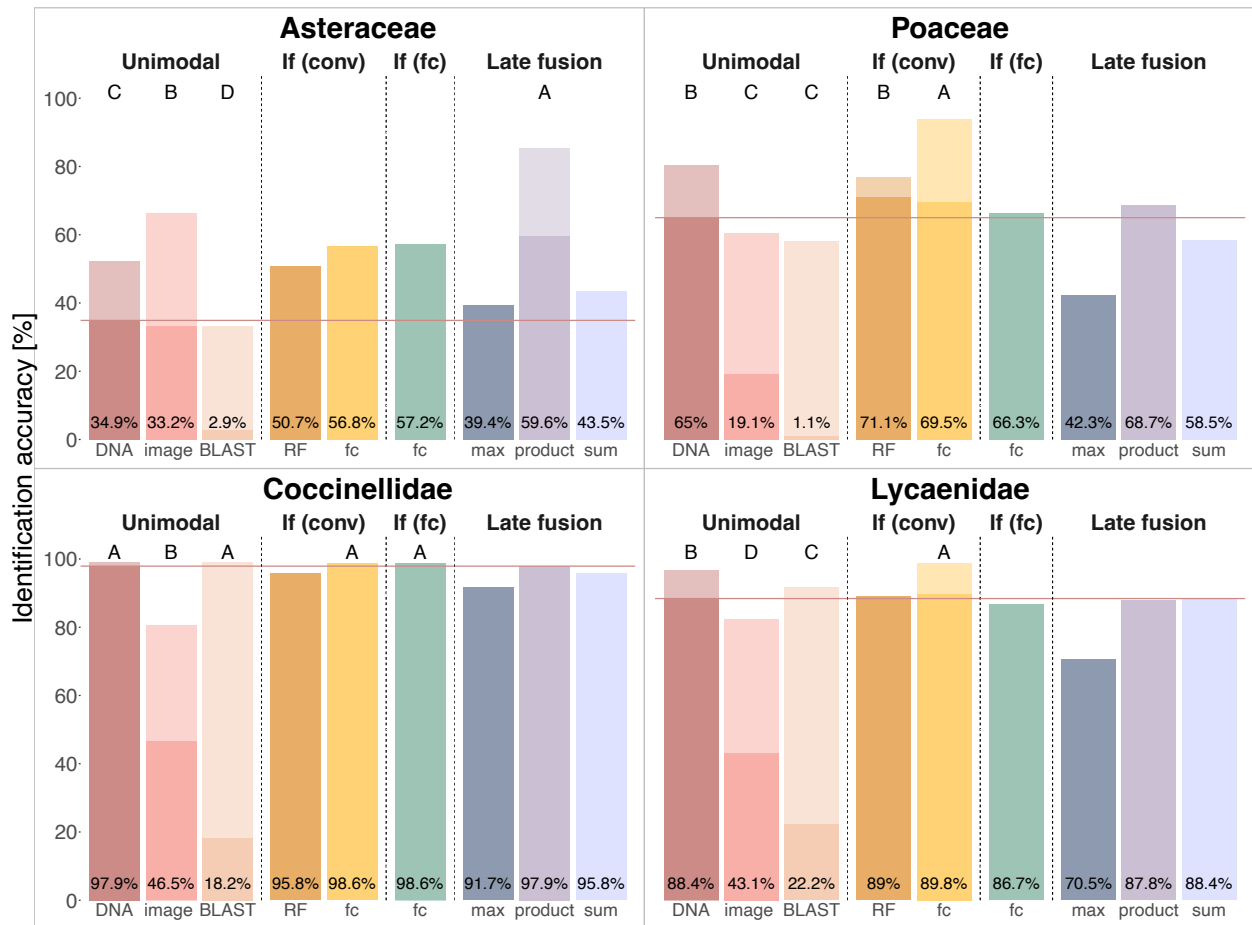 Identification accuracy [%]
Asteraceae
Unimodal If (conv) If (fc) Late fusion
C B D A
100
80
60
40
20
0
34.9% 33.2% 2.9% 50.7% 56.8% 57.2% 39.4% 59.6% 43.5%
DNA image BLAST RF fc fc max product sum
Poaceae
Unimodal If (conv) If (fc) Late fusion
B C C B A
65% 19.1% 1.1% 71.1% 69.5% 66.3% 42.3% 68.7% 58.5%
DNA image BLAST RF fc fc max product sum
Coccinellidae
Unimodal If (conv) If (fc) Late fusion
A B A A A
100
80
60
40
20
0
97.9% 46.5% 18.2% 95.8% 98.6% 98.6% 91.7% 97.9% 95.8%
DNA image BLAST RF fc fc max product sum
Lycaenidae
Unimodal If (conv) If (fc) Late fusion
B D C A
88.4% 43.1% 22.2% 89% 89.8% 86.7% 70.5% 87.8% 88.4%
DNA image BLAST RF fc fc max product sum